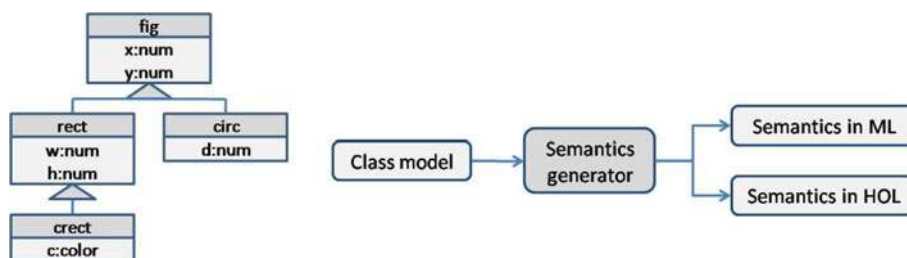 fig
x:num
y:num
rect
w:num
h:num
circ
d:num
crect
c:color
Class model
Semantics
generator
Semantics in ML
Semantics in HOL